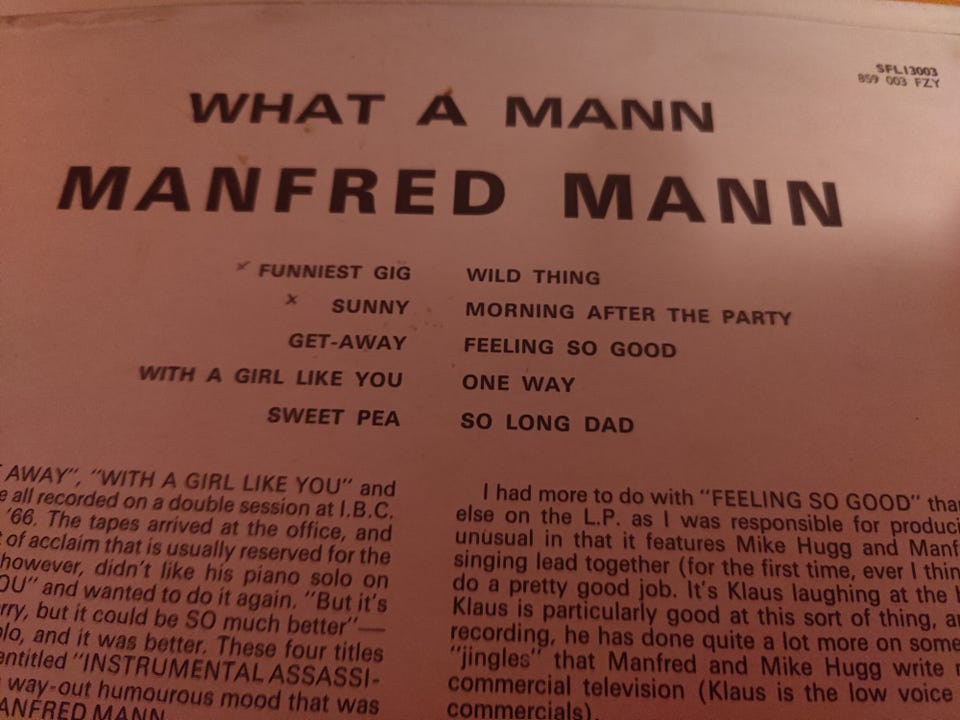 SFL13003
859 003 FZY
WHAT A MANN
MANFRED MANN
FUNNIEST GIG
SUNNY
GET-AWAY
WITH A GIRL LIKE YOU
SWEET PEA
WILD THING
MORNING AFTER THE PARTY
FEELING SO GOOD
ONE WAY
SO LONG DAD
AWAY", "WITH A GIRL LIKE YOU" and
all recorded on a double session at I.B.C.
'66. The tapes arrived at the office, and
of acclaim that is usually reserved for the
however, didn't like his piano solo on
OU" and wanted to do it again. "But it's
but it could be SO much better"—
and it was better. These four titles
"INSTRUMENTAL ASSASSI-
way-out humourous mood that was
ANFRED MANN
I had more to do with "FEELING SO GOOD"
else on the L.P. as I was responsible for
unusual in that it features Mike Hugg and
singing lead together (for the first time, ever I
do a pretty good job. It's Klaus laughing at the
Klaus is particularly good at this sort of thing,
recording, he has done quite a lot more on
"jingles" that Manfred and Mike Hugg write
commercial television (Klaus is the low voice
commercials).